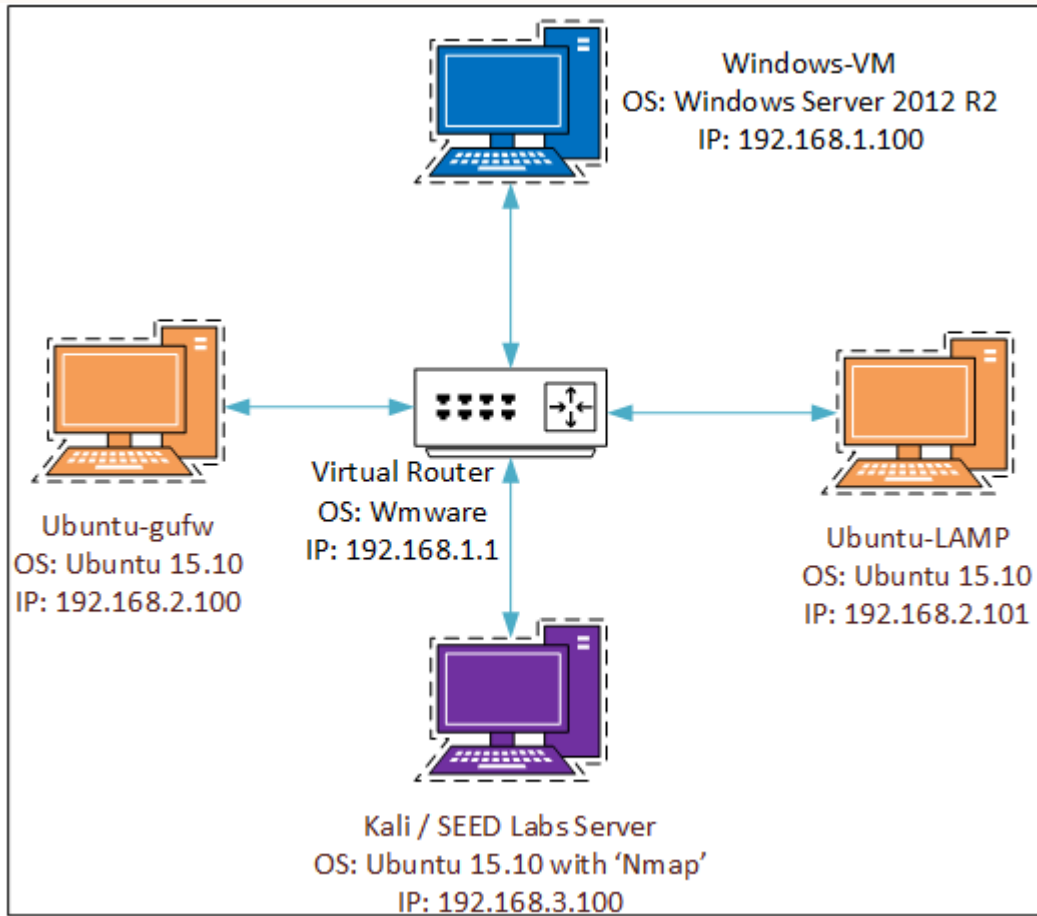 Windows-VM
OS: Windows Server 2012 R2
IP: 192.168.1.100
Virtual Router
OS: Wmware
IP: 192.168.1.1
Ubuntu-gufw
OS: Ubuntu 15.10
IP: 192.168.2.100
Ubuntu-LAMP
OS: Ubuntu 15.10
IP: 192.168.2.101
Kali / SEED Labs Server
OS: Ubuntu 15.10 with ‘Nmap’
IP: 192.168.3.100